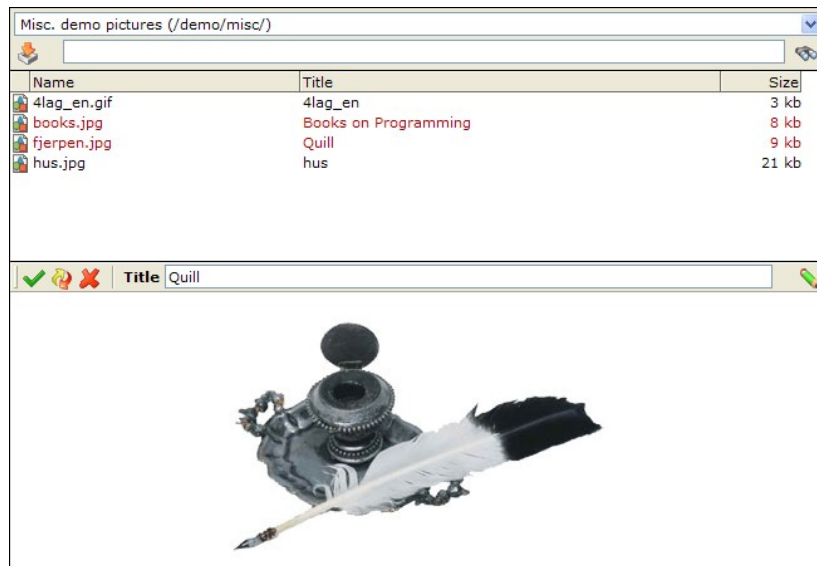 Misc. demo pictures (/demo/misc/)
Name Title Size
4lag_en.gif 4lag_en 3 kb
books.jpg Books on Programming 8 kb
fjerpen.jpg Quill 9 kb
hus.jpg hus 21 kb
Title Quill